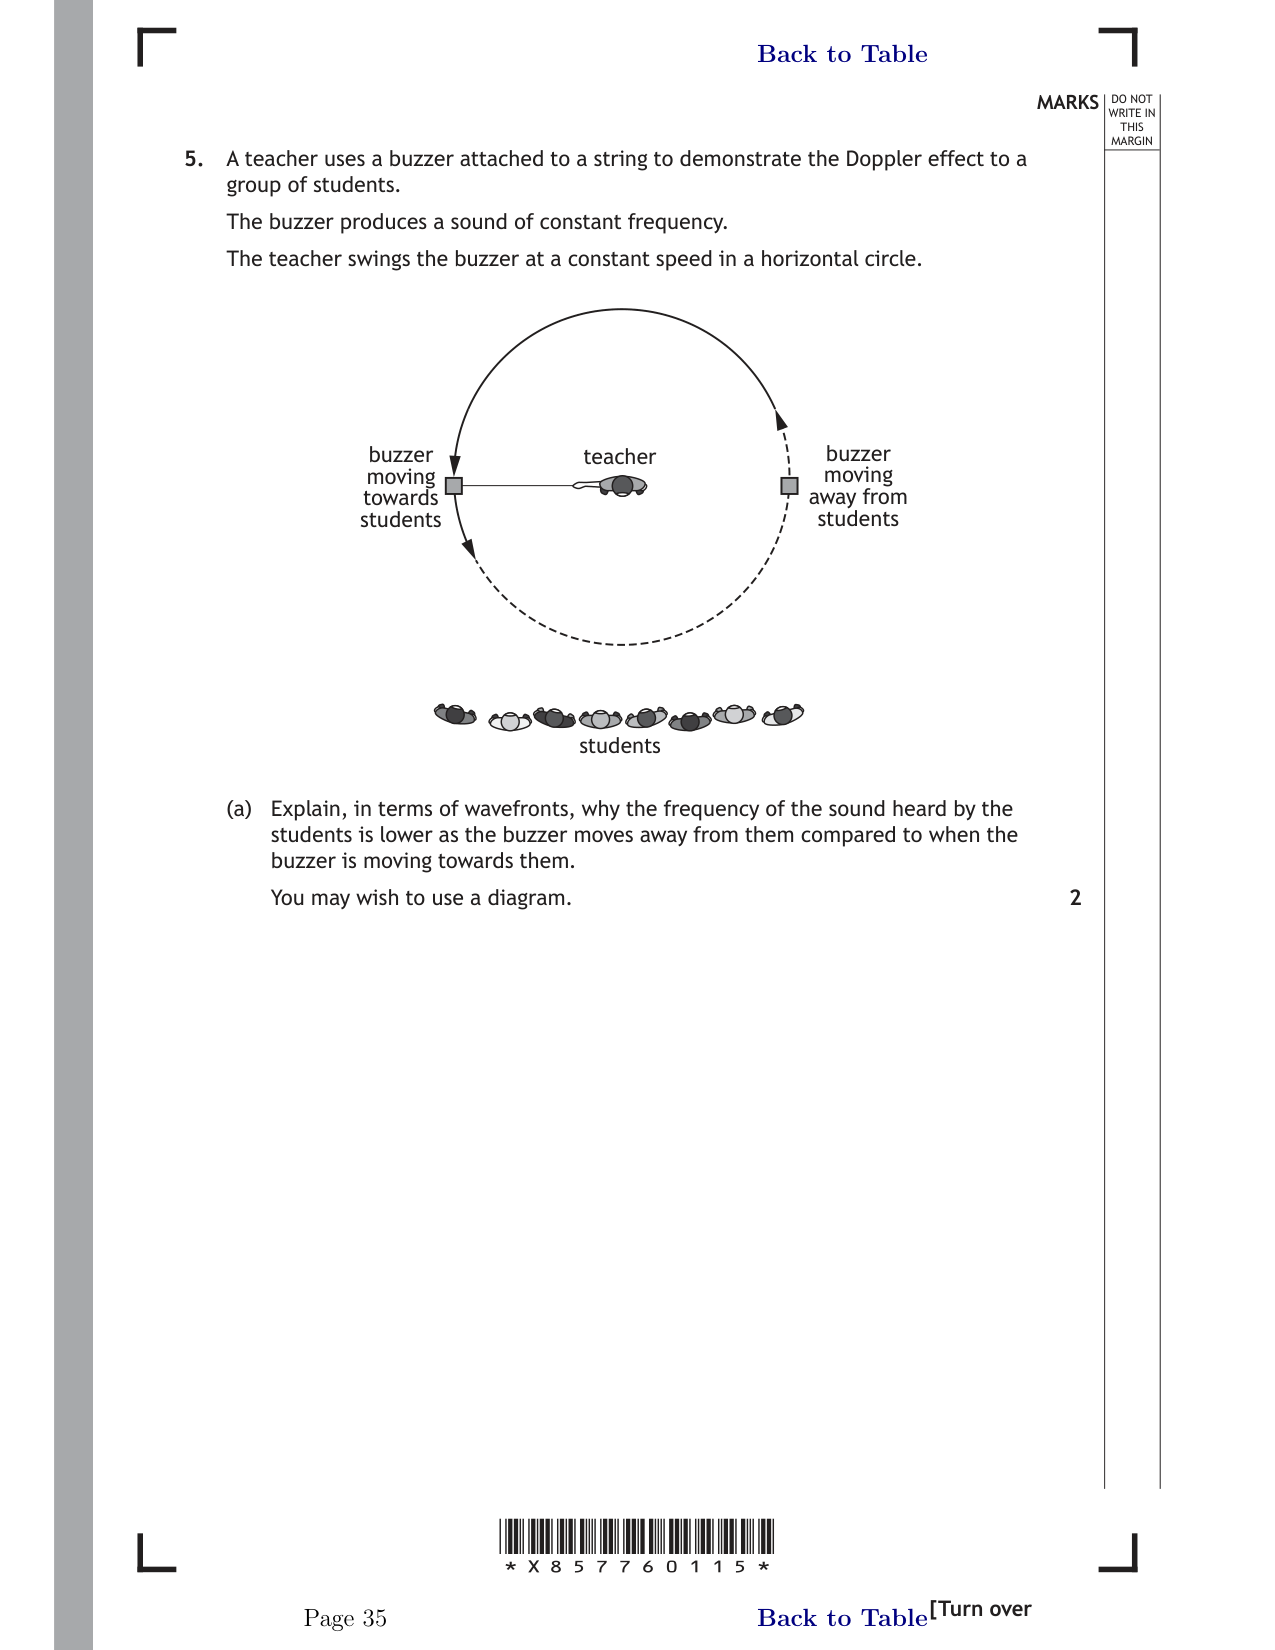 Back to Table
MARKS
DO NOT
WRITE IN
THIS
MARGIN
5. A teacher uses a buzzer attached to a string to demonstrate the Doppler effect to a
group of students.
The buzzer produces a sound of constant frequency.
The teacher swings the buzzer at a constant speed in a horizontal circle.
buzzer
moving
towards
students
teacher
buzzer
moving
away from
students
students
(a) Explain, in terms of wavefronts, why the frequency of the sound heard by the
students is lower as the buzzer moves away from them compared to when the
buzzer is moving towards them.
You may wish to use a diagram. 2
* X 8 5 7 7 6 0 1 1 5 *
Page 35
Back to Table
[Turn over